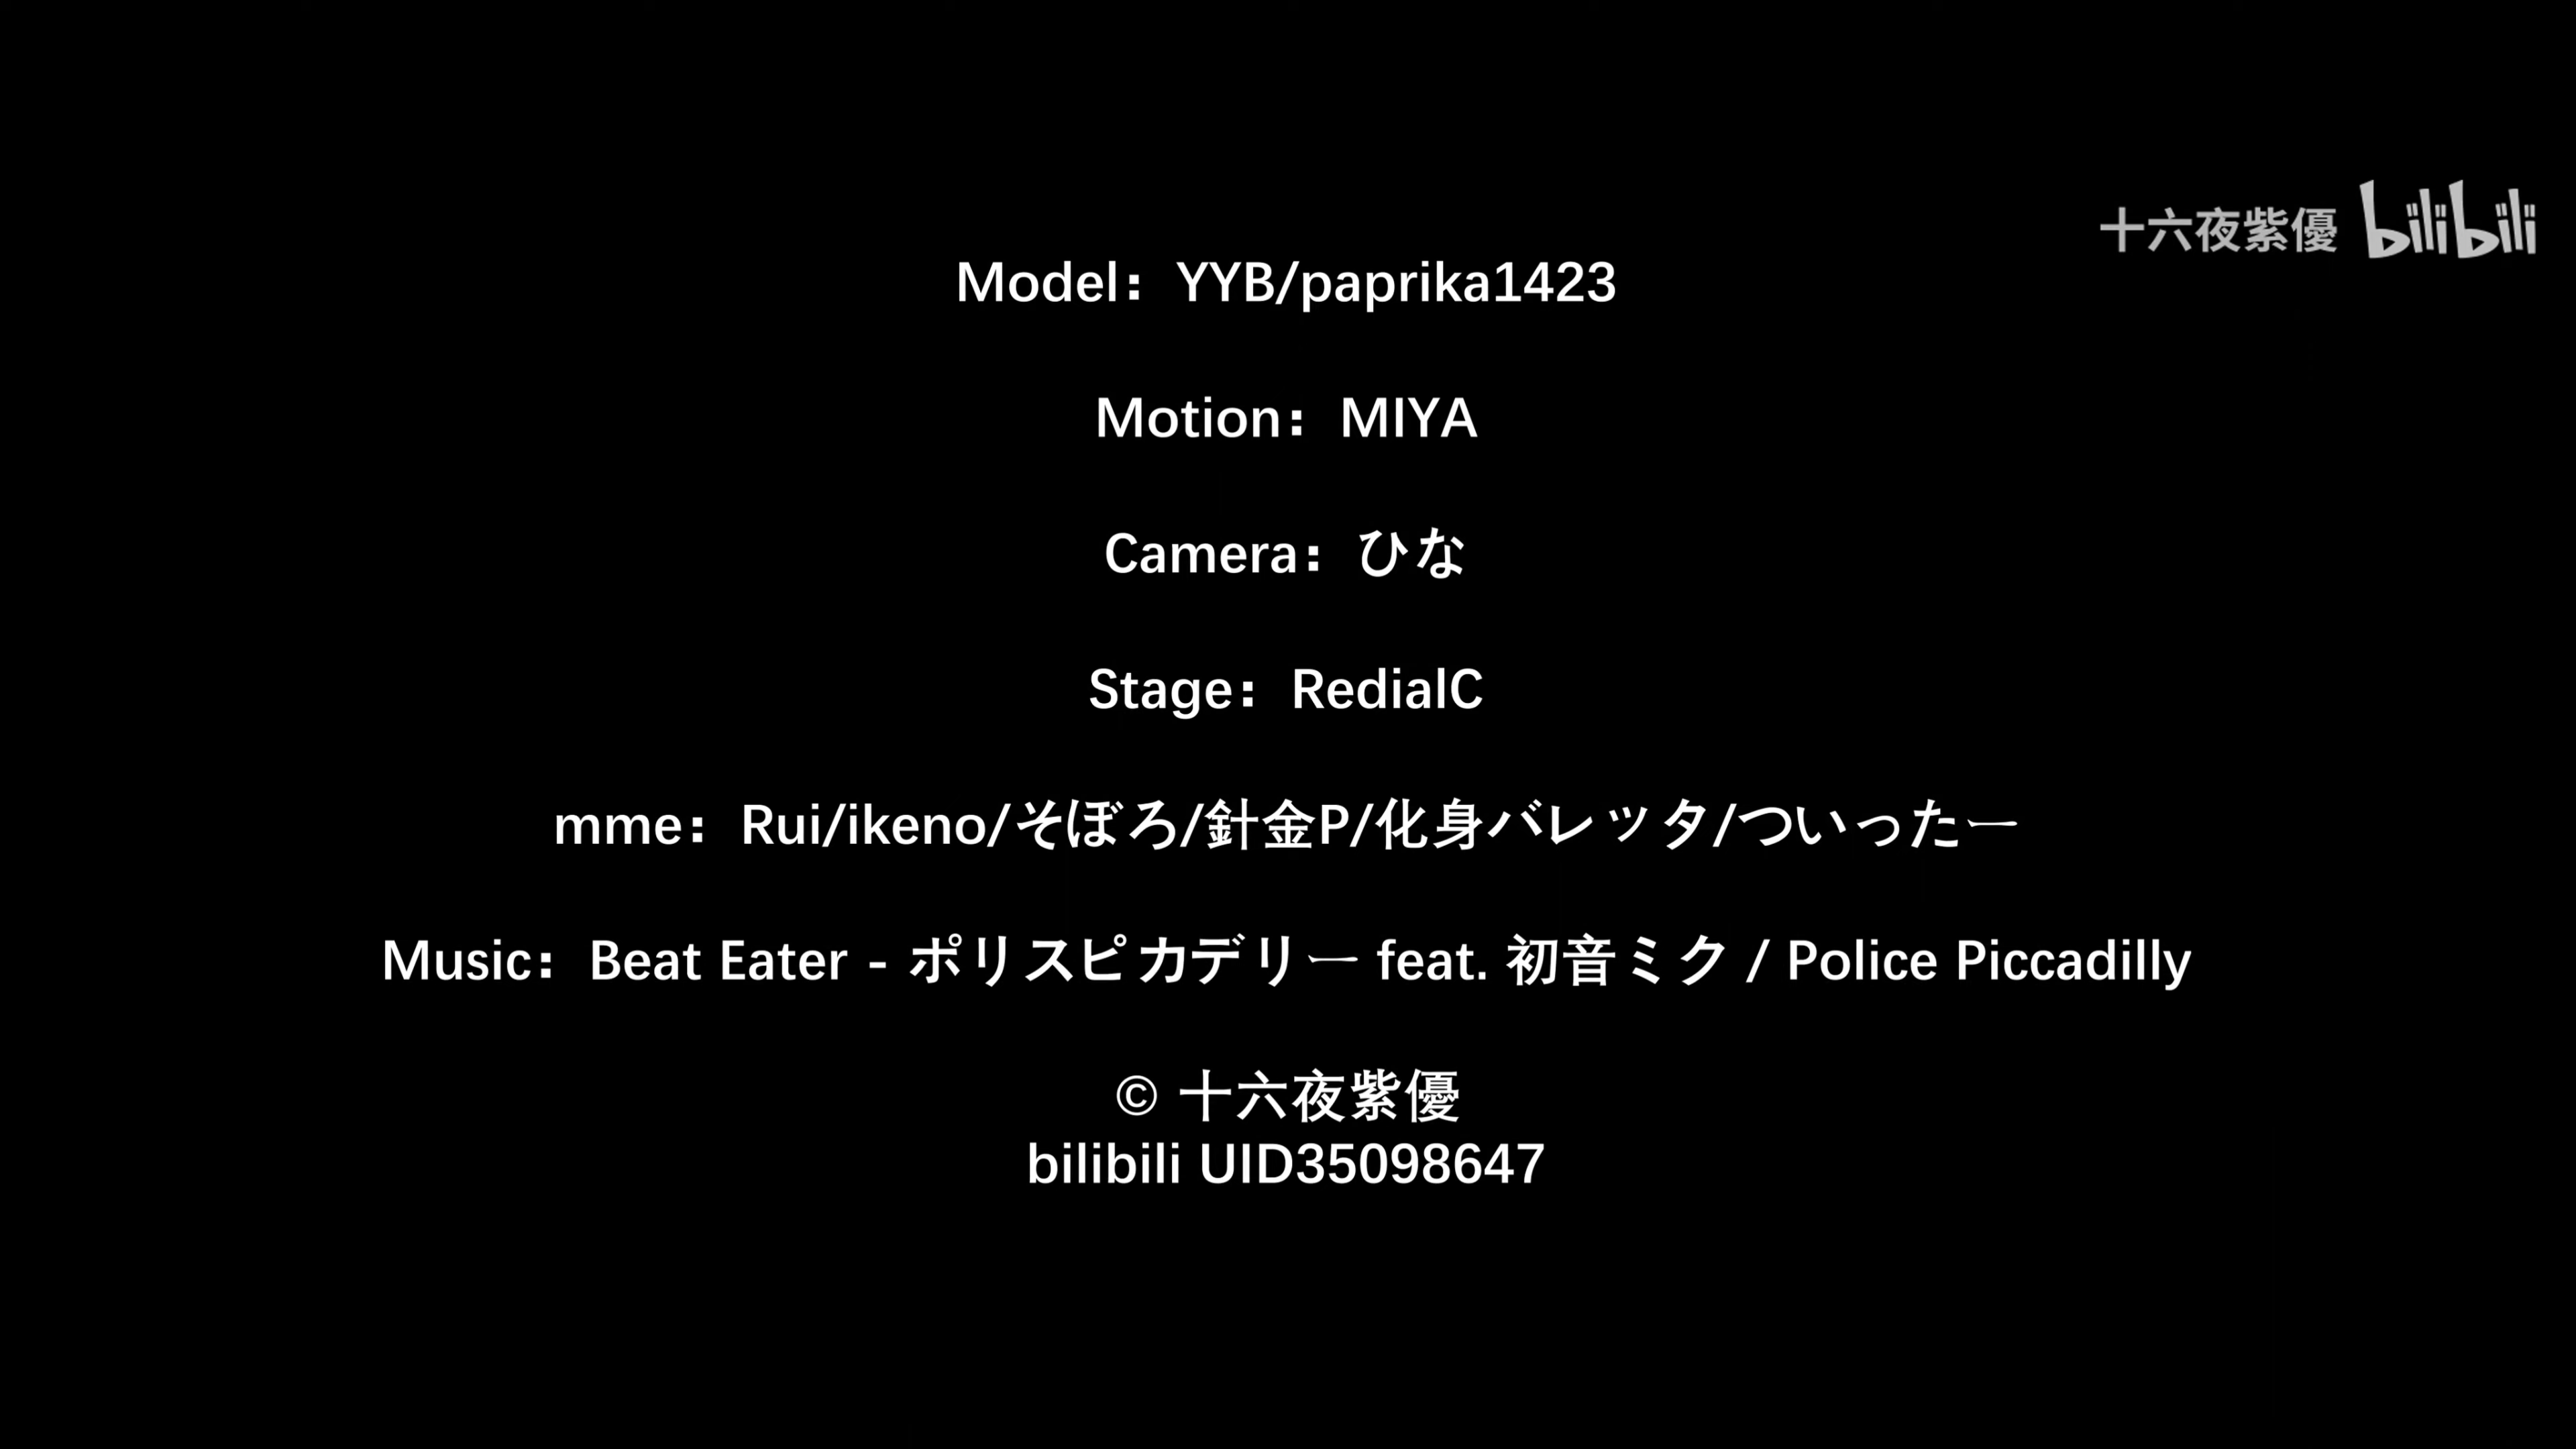 十六夜紫優 bilibili
Model：YYB/paprika1423
Motion：MIYA
Camera：ひな
Stage：RedialC
mme：Rui/ikeno/そぼろ/針金P/化身バレッタ/ついったー
Music：Beat Eater - ポリスピカデリー feat. 初音ミク / Police Piccadilly
© 十六夜紫優
bilibili UID35098647